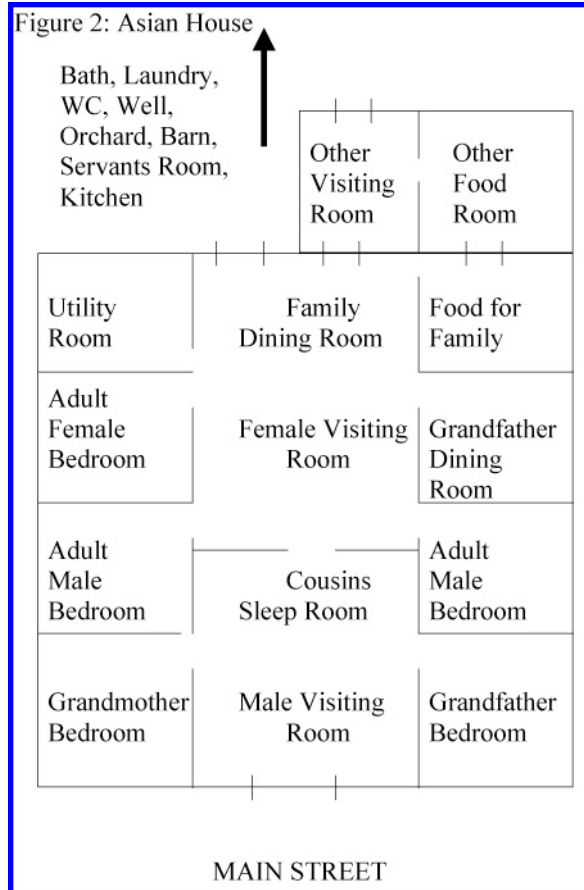 Figure 2: Asian House
Bath, Laundry,
WC, Well,
Orchard, Barn,
Servants Room,
Kitchen
Other
Visiting
Room
Other
Food
Room
Utility
Room
Family
Dining Room
Food for
Family
Adult
Female
Bedroom
Female Visiting
Room
Grandfather
Dining
Room
Adult
Male
Bedroom
Cousins
Sleep Room
Adult
Male
Bedroom
Grandmother
Bedroom
Male Visiting
Room
Grandfather
Bedroom
MAIN STREET